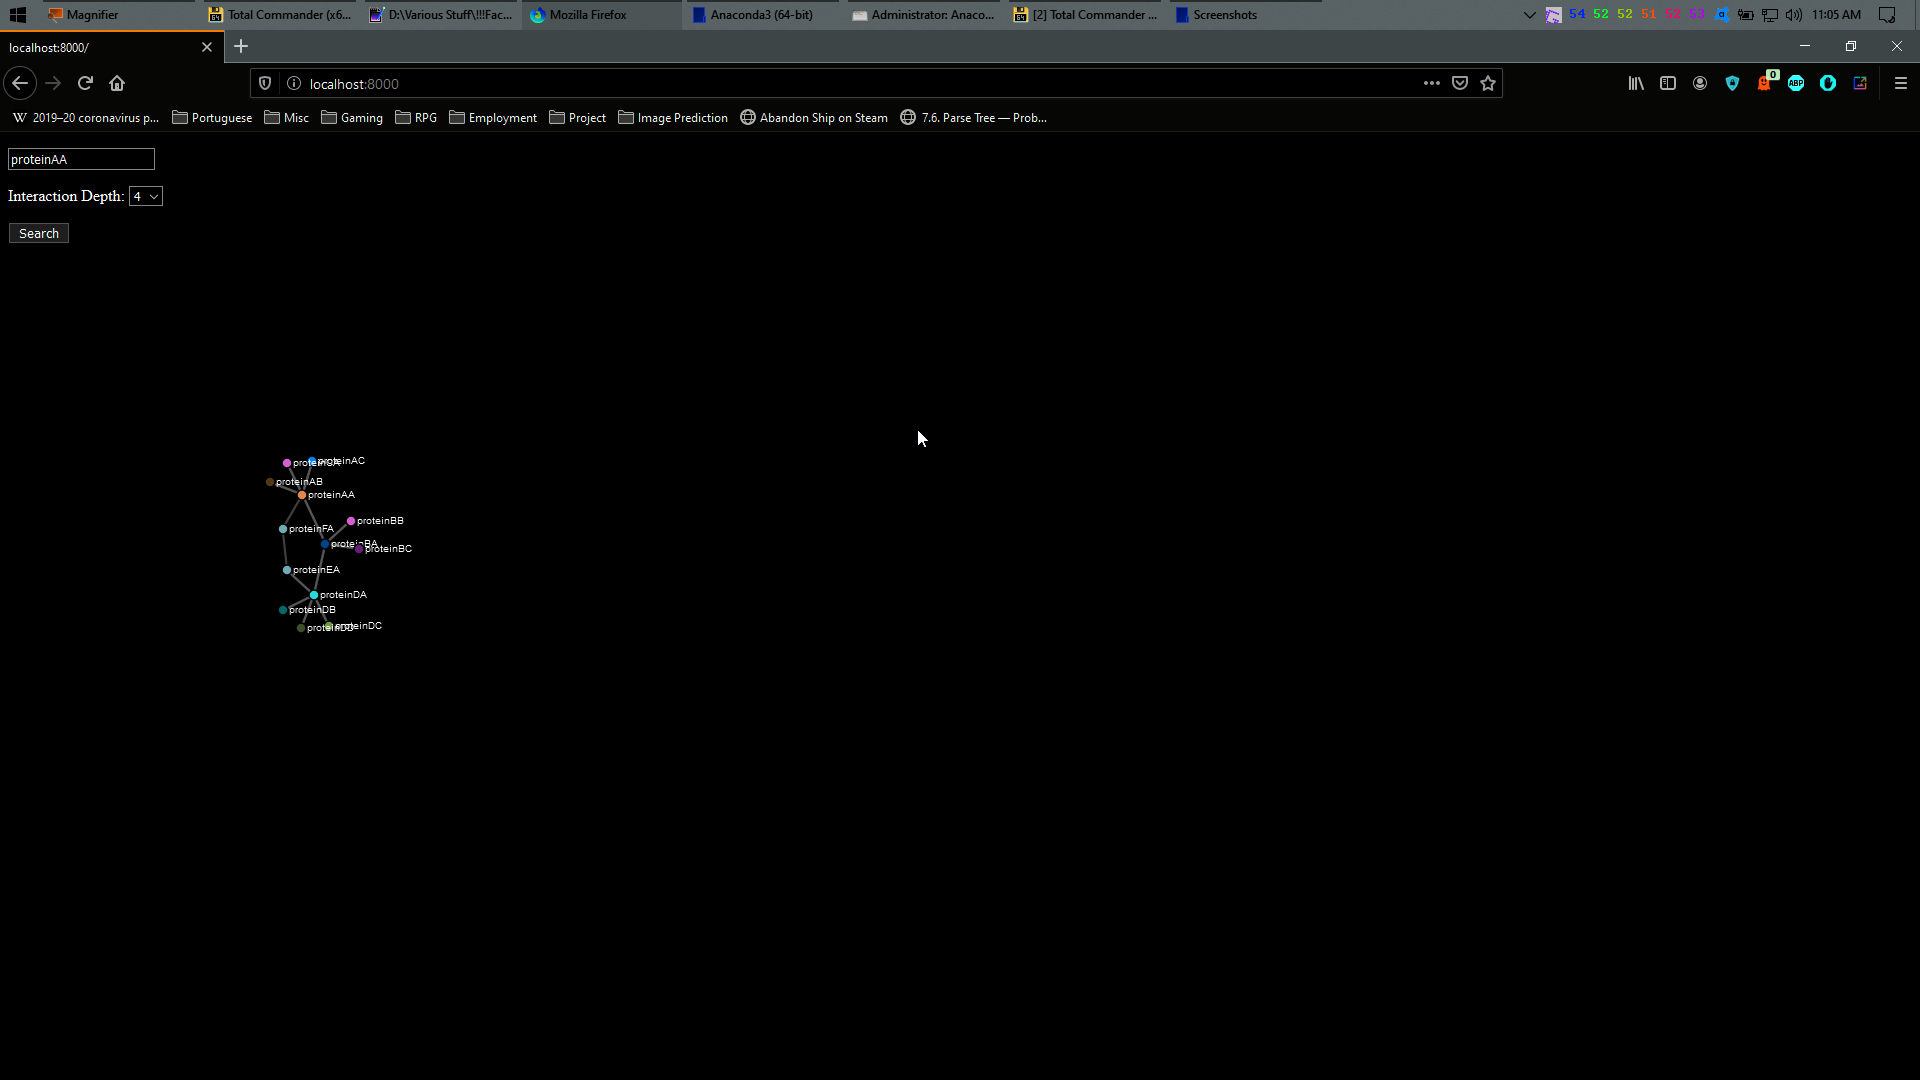 Magnifier
Total Commander (x6...
D:\Various Stuff\!!!Fac...
Mozilla Firefox
Anaconda3 (64-bit)
Administrator: Anaco...
[2] Total Commander ...
Screenshots
54 52 52 51 53 53
11:05 AM
localhost:8000/
localhost:8000
0
ABP
2019–20 coronavirus p...
Portuguese
Misc
Gaming
RPG
Employment
Project
Image Prediction
Abandon Ship on Steam
7.6. Parse Tree — Prob...
proteinAA
Interaction Depth: 4
Search
proteinAC
proteinAB
proteinAA
proteinBB
proteinFA
proteinBA
proteinBC
proteinEA
proteinDA
proteinDB
proteinDC